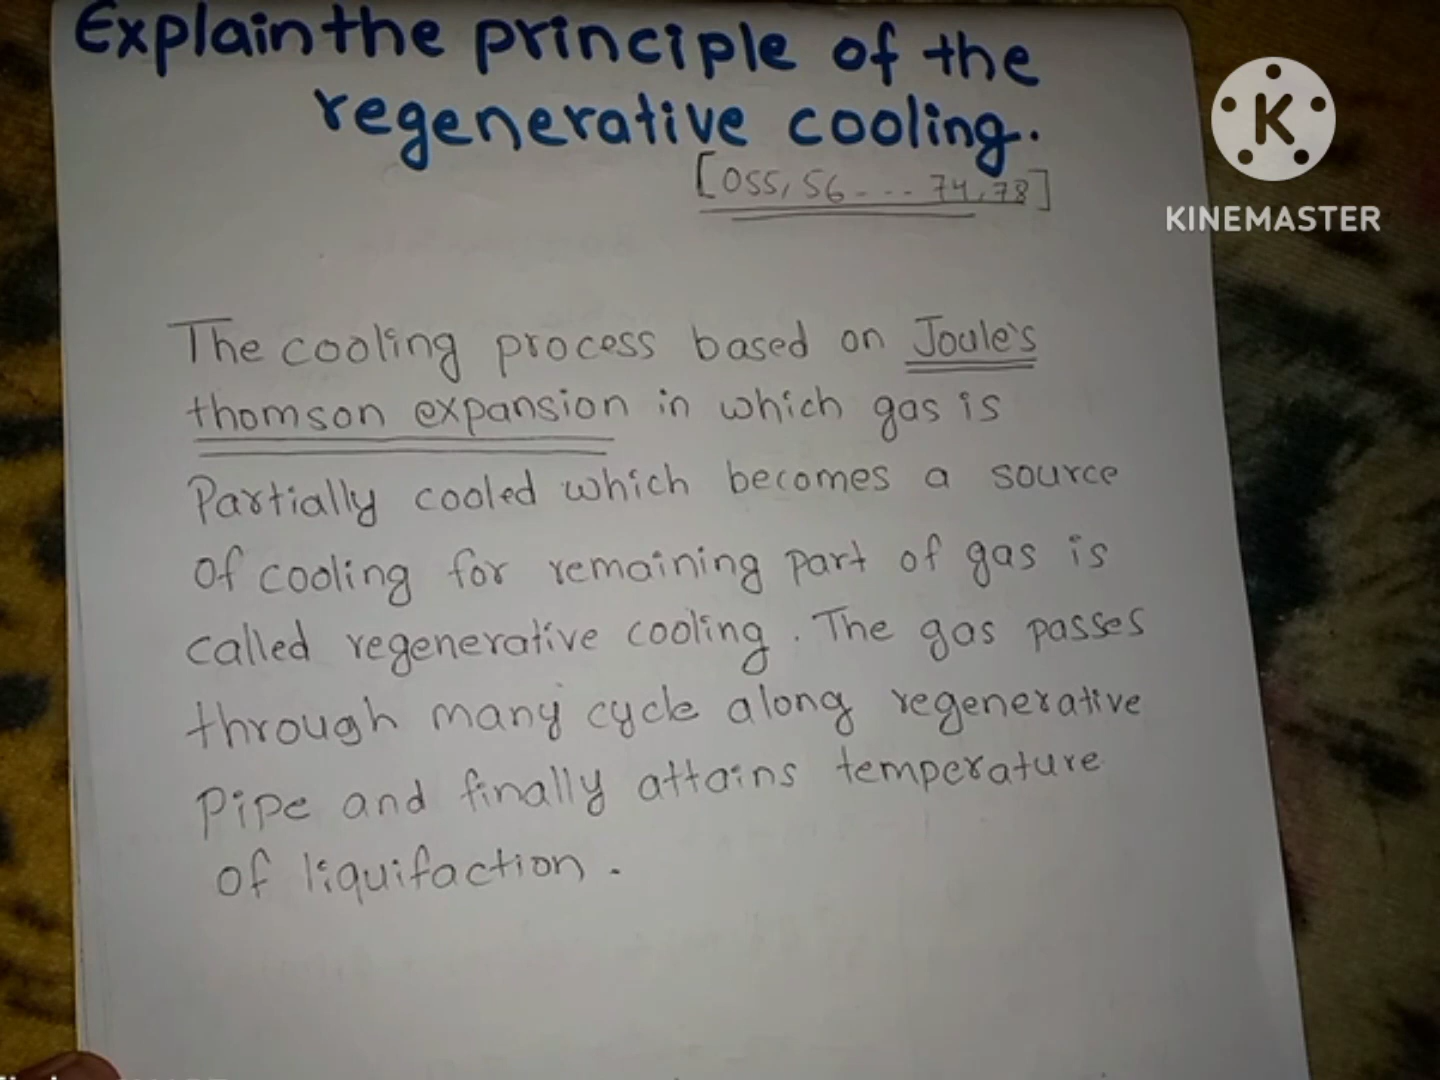 Explain the principle of the
regenerative cooling.
[055, 56 --- 74, 78]
K
KINEMASTER
The cooling process based on Joule's
thomson expansion in which gas is
Partially cooled which becomes a source
of cooling for remaining part of gas is
called regenerative cooling. The gas passes
through many cycle along regenerative
Pipe and finally attains temperature
of liquifaction.